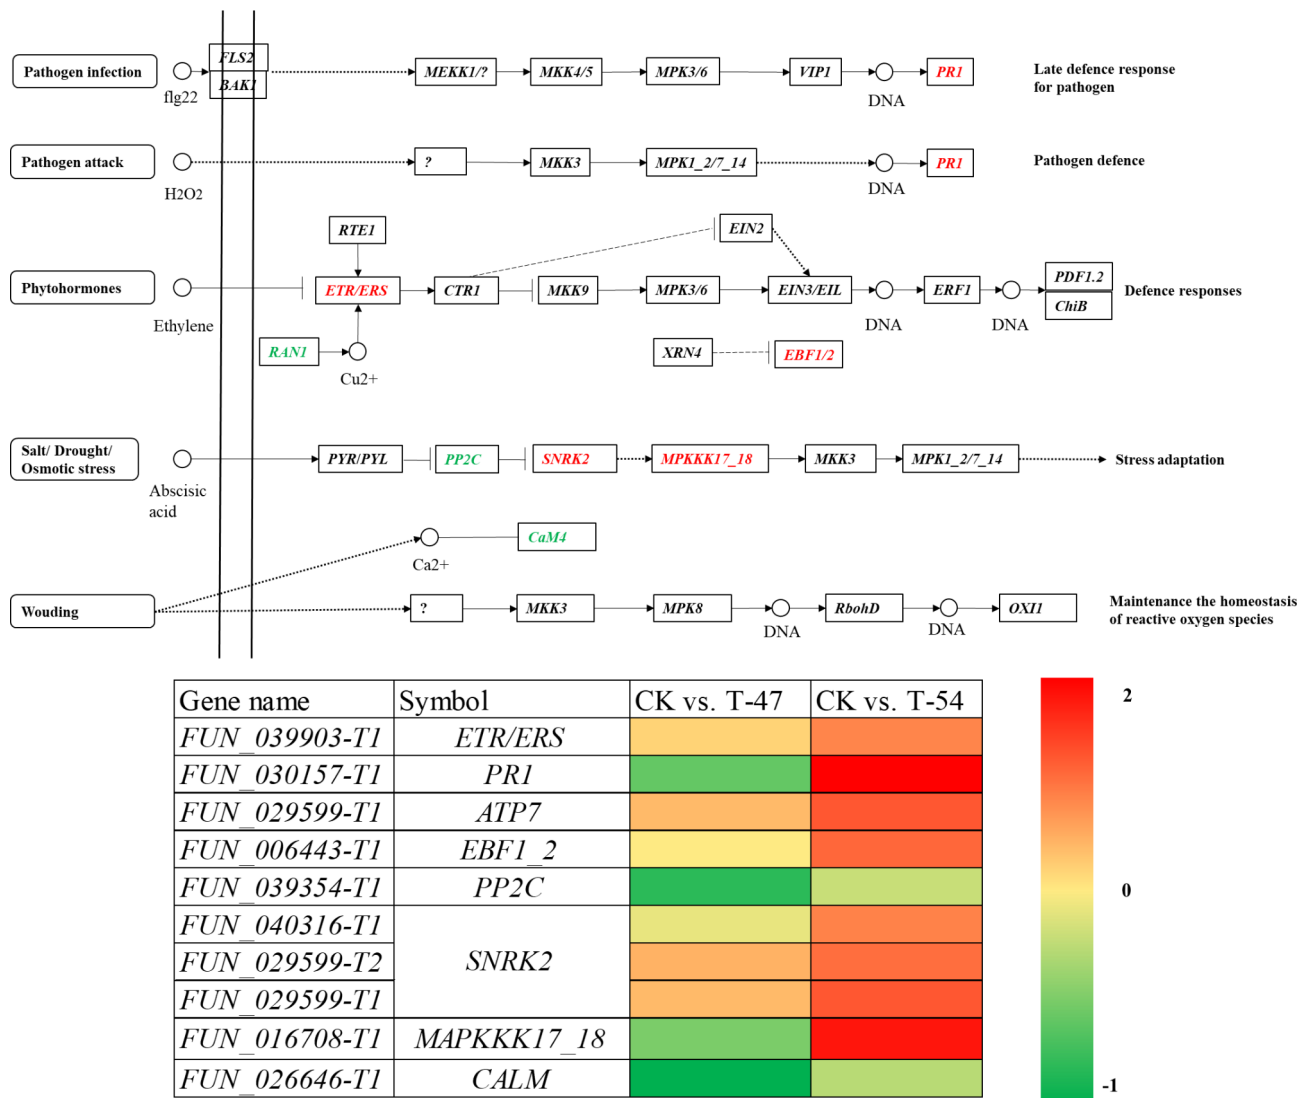 Pathogen infection
flg22
FLS2
BAK1
MEKK1/?
MKK4/5
MPK3/6
VIP1
DNA
PR1
Late defence response
for pathogen
Pathogen attack
H2O2
?
MKK3
MPK1_2/7_14
DNA
PR1
Pathogen defence
RTE1
EIN2
Phytohormones
Ethylene
ETR/ERS
CTR1
MKK9
MPK3/6
EIN3/EIL
DNA
ERF1
DNA
PDF1.2
ChiB
Defence responses
RAN1
Cu2+
XRN4
EBF1/2
Salt/ Drought/
Osmotic stress
Abscisic
acid
PYR/PYL
PP2C
SNRK2
MPKKK17_18
MKK3
MPK1_2/7_14
Stress adaptation
Ca2+
CaM4
Wouding
?
MKK3
MPK8
DNA
RbohD
DNA
OXI1
Maintenance the homeostasis
of reactive oxygen species
Gene name Symbol CK vs. T-47 CK vs. T-54
FUN_039903-T1 ETR/ERS
FUN_030157-T1 PR1
FUN_029599-T1 ATP7
FUN_006443-T1 EBF1_2
FUN_039354-T1 PP2C
FUN_040316-T1
FUN_029599-T2 SNRK2
FUN_029599-T1
FUN_016708-T1 MAPKKK17_18
FUN_026646-T1 CALM
2
0
-1